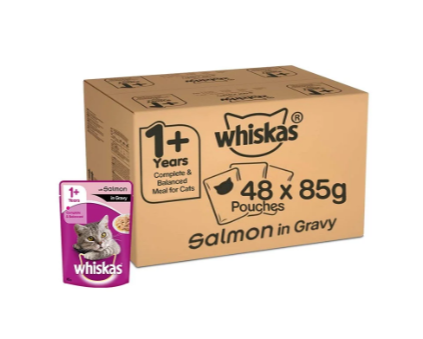 1+
Years
Complete &
Balanced
Meal for Cats
whiskas®
48 x 85g
Pouches
Salmon in Gravy
1+
Years
Salmon
in Gravy
whiskas